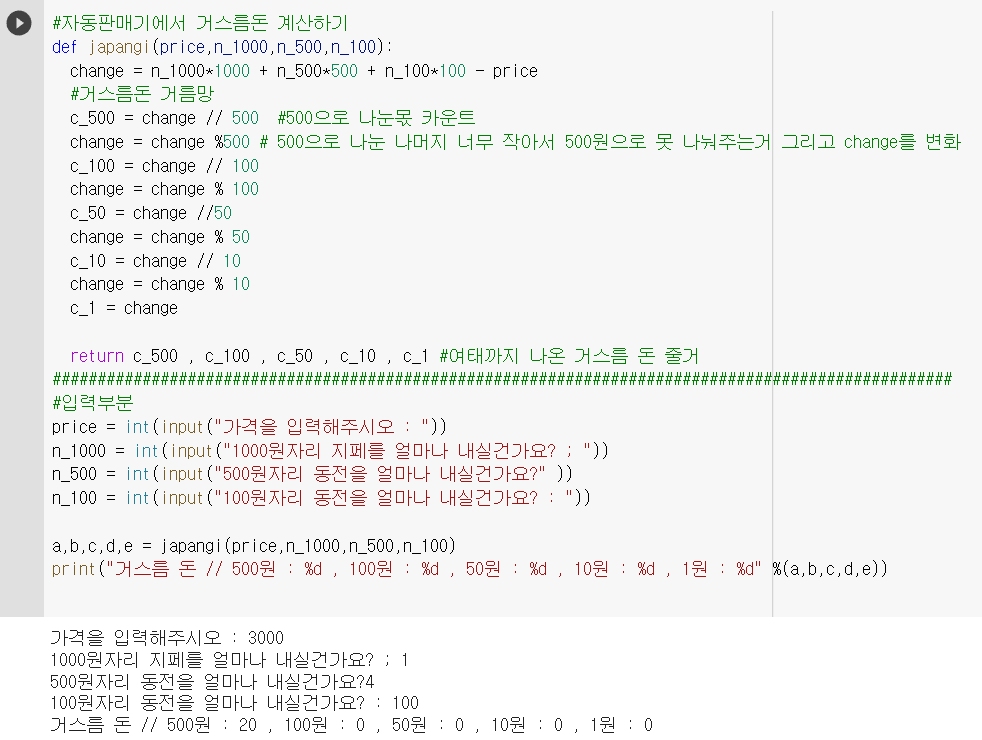 #자동판매기에서 거스름돈 계산하기
def japangi(price,n_1000,n_500,n_100):
change = n_1000*1000 + n_500*500 + n_100*100 - price
#거스름돈 거름망
c_500 = change // 500 #500으로 나눈몫 카운트
change = change %500 # 500으로 나눈 나머지 너무 작아서 500원으로 못 나눠주는거 그리고 change를 변화
c_100 = change // 100
change = change % 100
c_50 = change //50
change = change % 50
c_10 = change // 10
change = change % 10
c_1 = change
return c_500 , c_100 , c_50 , c_10 , c_1 #여태까지 나온 거스름 돈 줄거
####################################################################################################
#입력부분
price = int(input("가격을 입력해주시오 : "))
n_1000 = int(input("1000원자리 지페를 얼마나 내실건가요? ; "))
n_500 = int(input("500원자리 동전을 얼마나 내실건가요?" ))
n_100 = int(input("100원자리 동전을 얼마나 내실건가요? : "))
a,b,c,d,e = japangi(price,n_1000,n_500,n_100)
print("거스름 돈 // 500원 : %d , 100원 : %d , 50원 : %d , 10원 : %d , 1원 : %d" %(a,b,c,d,e))
가격을 입력해주시오 : 3000
1000원자리 지페를 얼마나 내실건가요? ; 1
500원자리 동전을 얼마나 내실건가요?4
100원자리 동전을 얼마나 내실건가요? : 100
거스름 돈 // 500원 : 20 , 100원 : 0 , 50원 : 0 , 10원 : 0 , 1원 : 0